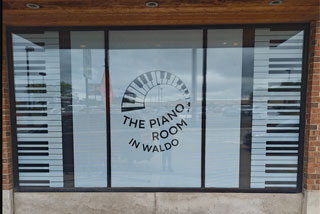 THE PIANO
ROOM
IN WALDO